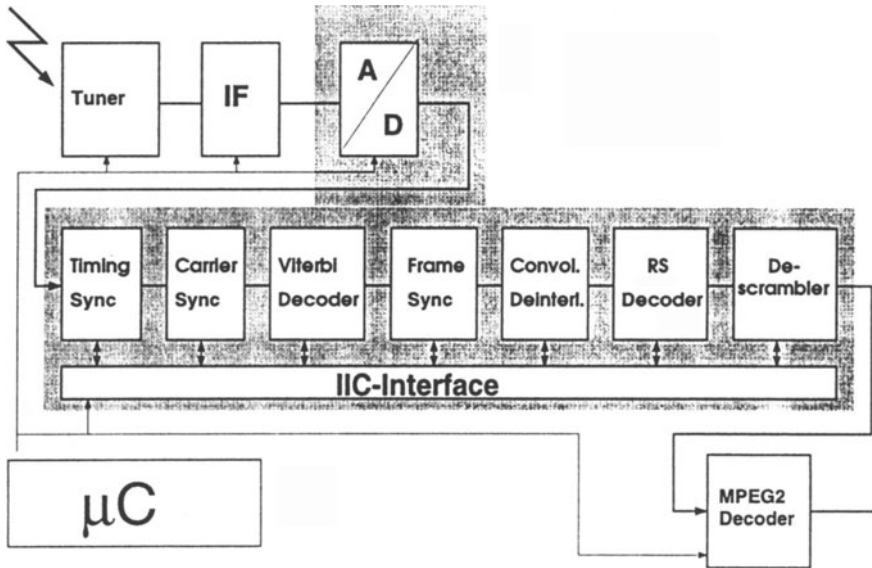 Tuner
IF
A
D
Timing
Sync
Carrier
Sync
Viterbi
Decoder
Frame
Sync
Convol.
Deinterl.
RS
Decoder
De-
scrambler
IIC-Interface
μC
MPEG2
Decoder